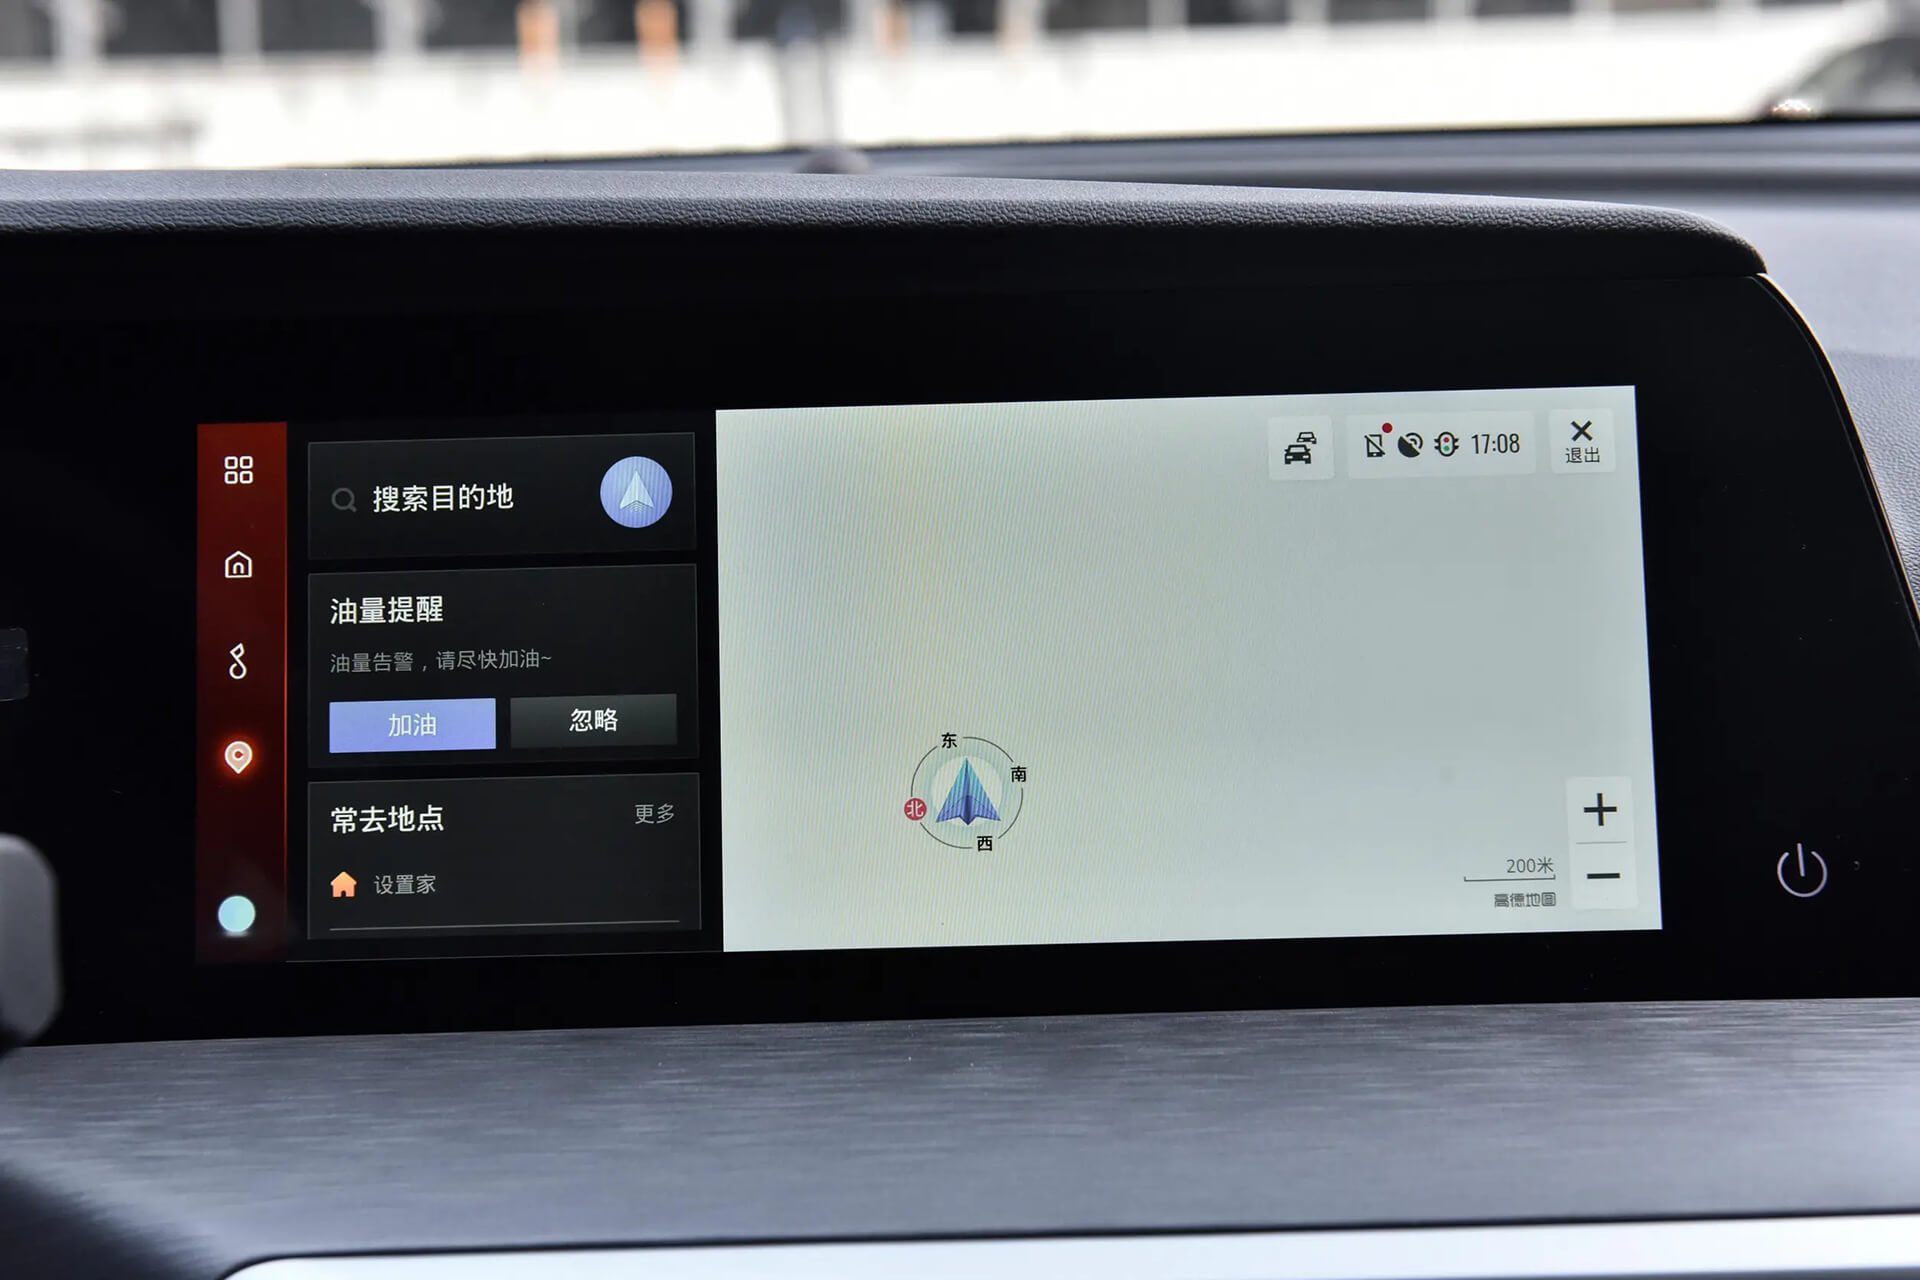 搜索目的地
油量提醒
油量告警，请尽快加油~
加油
忽略
常去地点
更多
设置家
17:08
退出
东
南
北
西
200米
高德地图